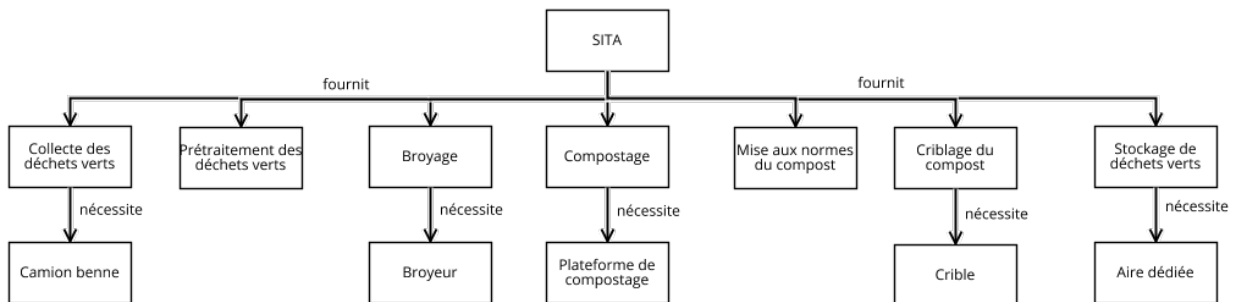 SITA
fournit
fournit
Collecte des
déchets verts
Prétraitement des
déchets verts
Broyage
Compostage
Mise aux normes
du compost
Criblage du
compost
Stockage de
déchets verts
nécessite
nécessite
nécessite
nécessite
nécessite
Camion benne
Broyeur
Plateforme de
compostage
Crible
Aire dédiée